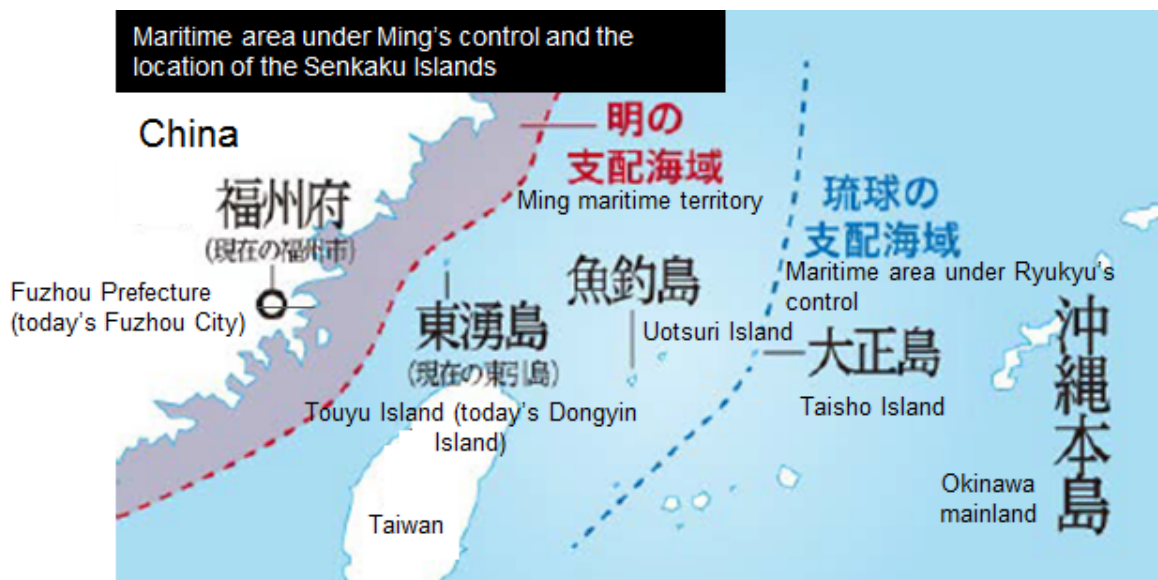 Maritime area under Ming's control and the
location of the Senkaku Islands
China
明の
支配海域
Ming maritime territory
福州府
(現在の福州市)
Fuzhou Prefecture
(today's Fuzhou City)
琉球の
支配海域
Maritime area under Ryukyu's
control
魚釣島
Uotsuri Island
東湧島
(現在の東引島)
Touyu Island (today's Dongyin
Island)
大正島
Taisho Island
沖縄本島
Okinawa
mainland
Taiwan